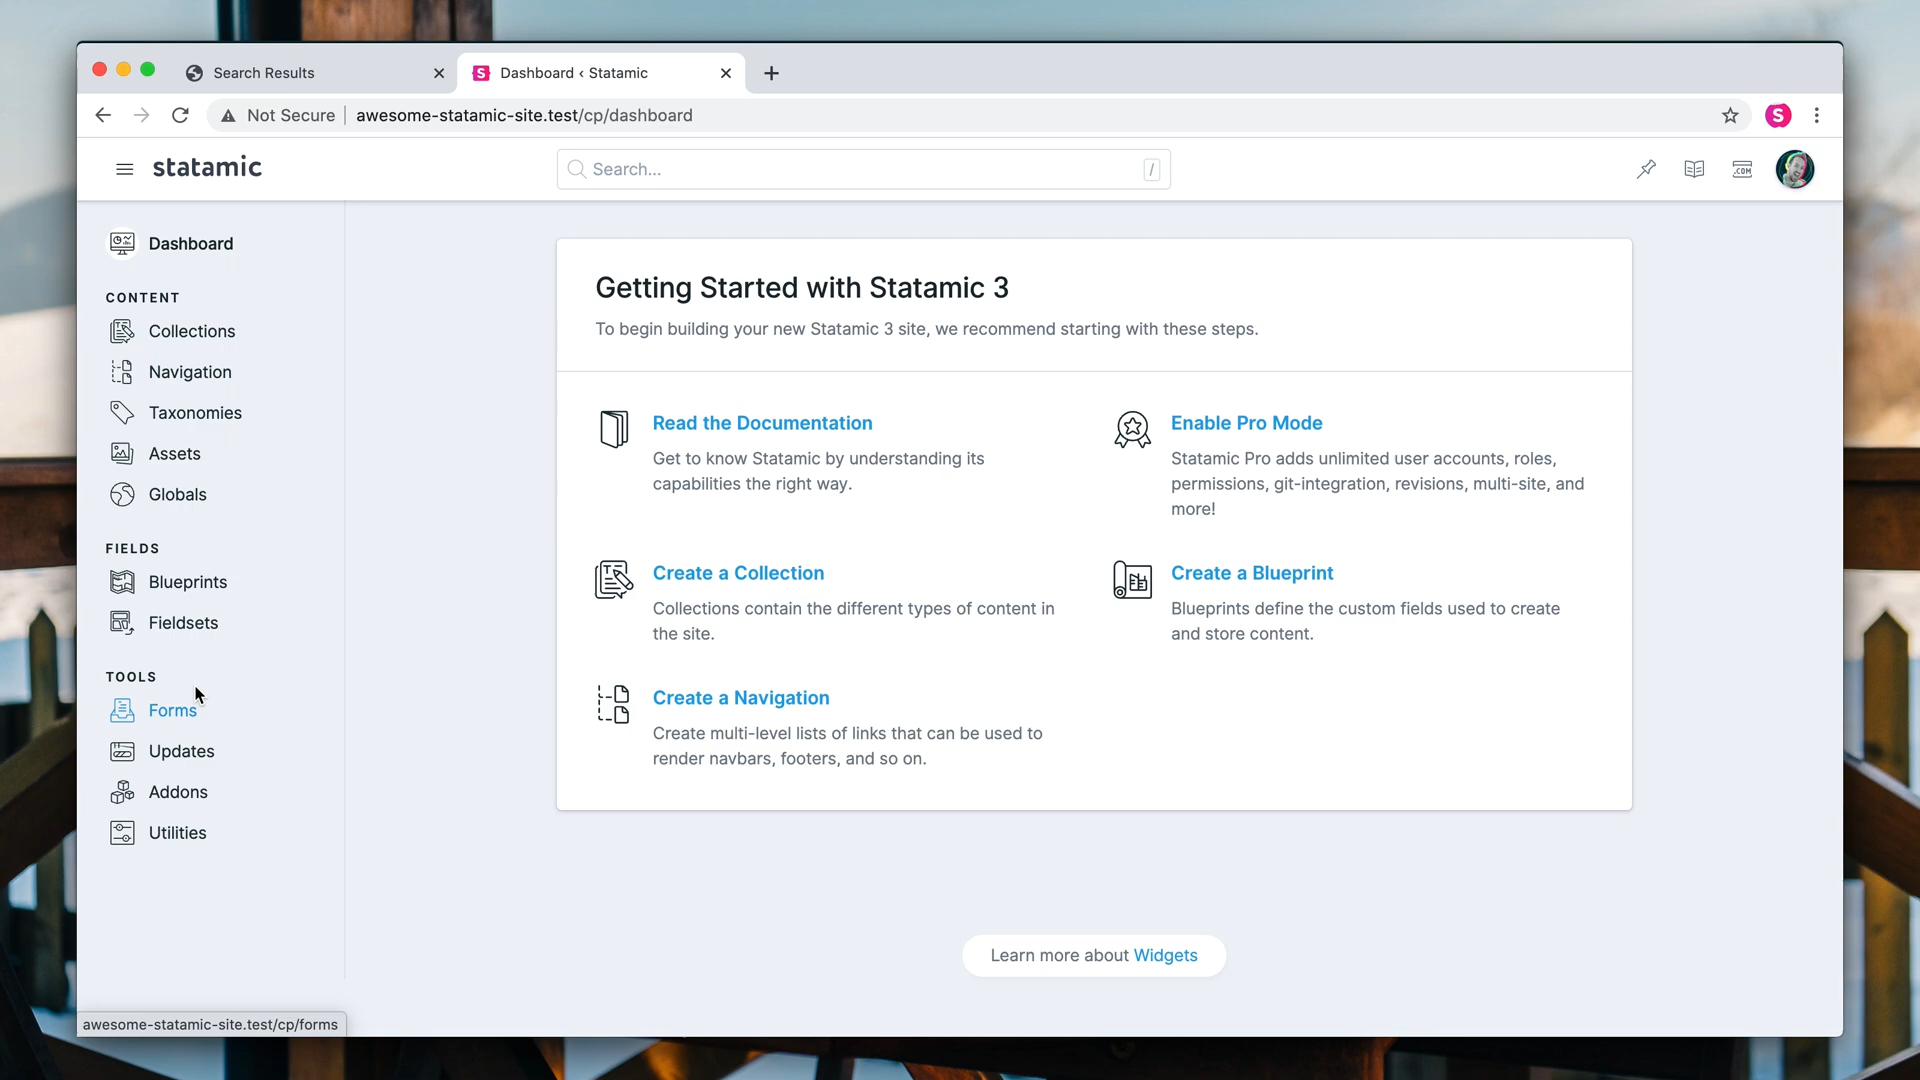 Search Results
Dashboard ‹ Statamic
Not Secure
awesome-statamic-site.test/cp/dashboard
statamic
Search...
/
.COM
Dashboard
CONTENT
Collections
Navigation
Taxonomies
Assets
Globals
FIELDS
Blueprints
Fieldsets
TOOLS
Forms
Updates
Addons
Utilities
Getting Started with Statamic 3
To begin building your new Statamic 3 site, we recommend starting with these steps.
Read the Documentation
Get to know Statamic by understanding its
capabilities the right way.
Enable Pro Mode
Statamic Pro adds unlimited user accounts, roles,
permissions, git-integration, revisions, multi-site, and
more!
Create a Collection
Collections contain the different types of content in
the site.
Create a Blueprint
Blueprints define the custom fields used to create
and store content.
Create a Navigation
Create multi-level lists of links that can be used to
render navbars, footers, and so on.
Learn more about Widgets
awesome-statamic-site.test/cp/forms